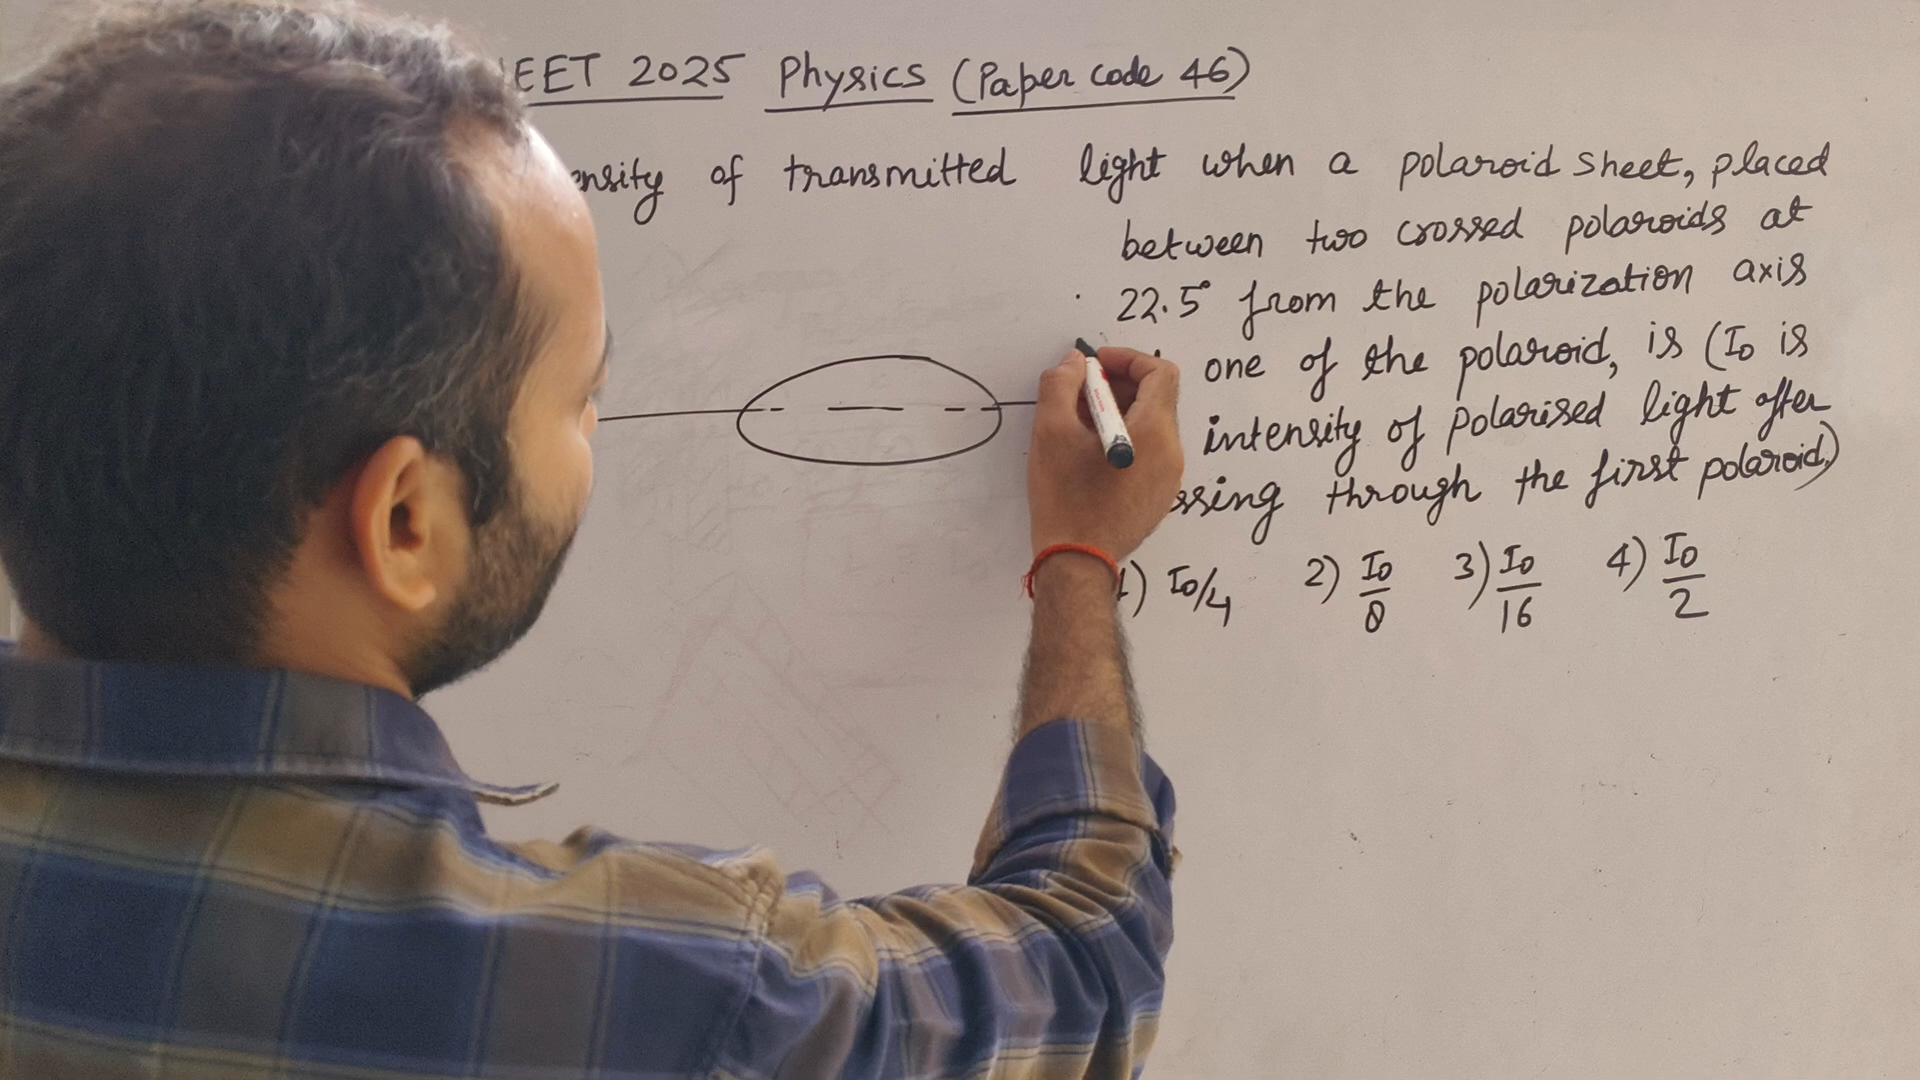 EET 2025 Physics (Paper code 46)
ensity of transmitted light when a polaroid sheet, placed
between two crossed polaroids at
22.5° from the polarization axis
one of the polaroid, is (I0 is
intensity of polarised light after
ssing through the first polaroid.)
1) I0/4 2) I0/8 3) I0/16 4) I0/2